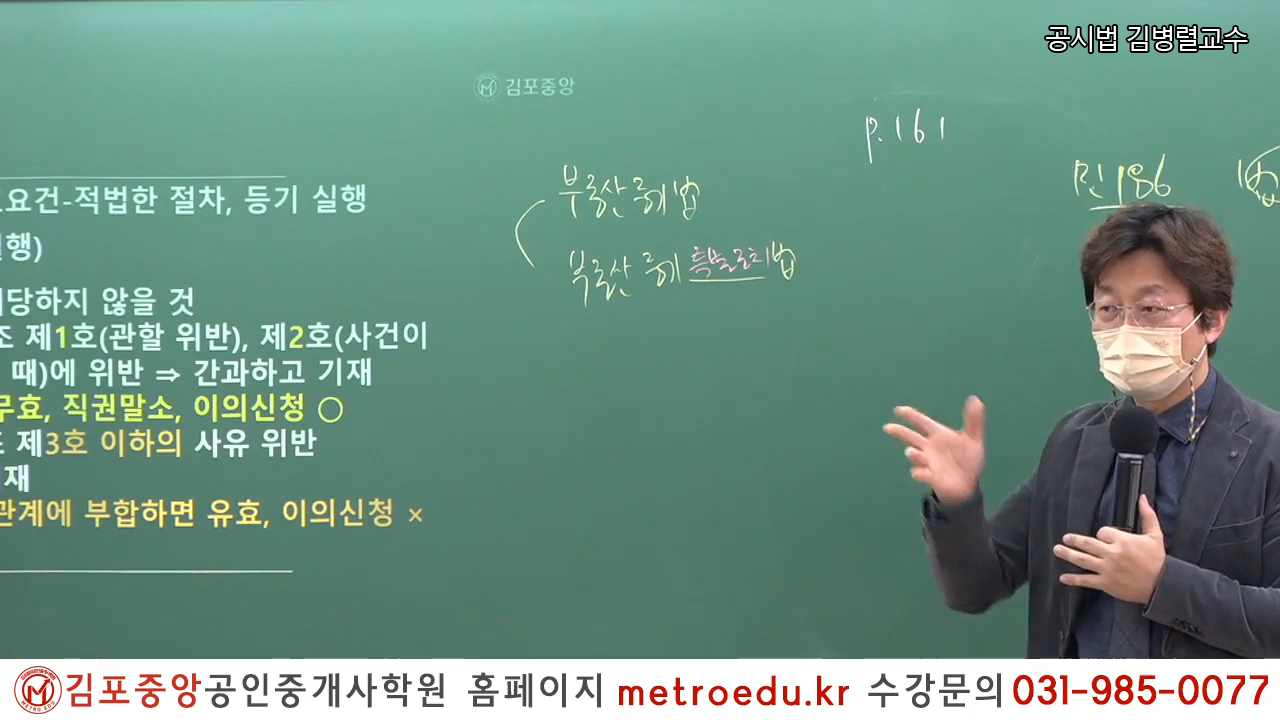 공시법 김병렬교수
김포중앙
p.161
요건-적법한 절차, 등기 실행
행)
당하지 않을 것
조 제1호(관할 위반), 제2호(사건이
때)에 위반 ⇒ 간과하고 기재
무효, 직권말소, 이의신청 ○
제3호 이하의 사유 위반
재
관계에 부합하면 유효, 이의신청 ×
부동산 등기법
부동산 등기 특별조치법
민 186
법
김포중앙공인중개사학원 홈페이지 metroedu.kr 수강문의 031-985-0077